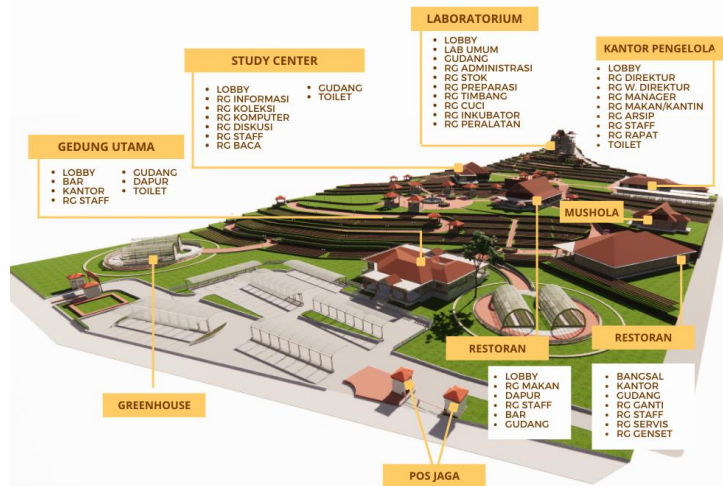 LABORATORIUM
• LOBBY
• LAB UMUM
• GUDANG
• RG ADMINISTRASI
• RG STOK
• RG PREPARASI
• RG TIMBANG
• RG CUCI
• RG INKUBATOR
• RG PERALATAN
KANTOR PENGELOLA
• LOBBY
• RG DIREKTUR
• RG W. DIREKTUR
• RG MANAGER
• RG MAKAN/KANTIN
• RG ARSIP
• RG STAFF
• RG RAPAT
• TOILET
STUDY CENTER
• LOBBY
• RG INFORMASI
• RG KOLEKSI
• RG KOMPUTER
• RG DISKUSI
• RG STAFF
• RG BACA
• GUDANG
• TOILET
GEDUNG UTAMA
• LOBBY
• BAR
• KANTOR
• RG STAFF
• GUDANG
• DAPUR
• TOILET
MUSHOLA
RESTORAN
• LOBBY
• RG MAKAN
• DAPUR
• RG STAFF
• BAR
• GUDANG
RESTORAN
• BANGSAL
• KANTOR
• GUDANG
• RG GANTI
• RG STAFF
• RG SERVIS
• RG GENSET
GREENHOUSE
POS JAGA